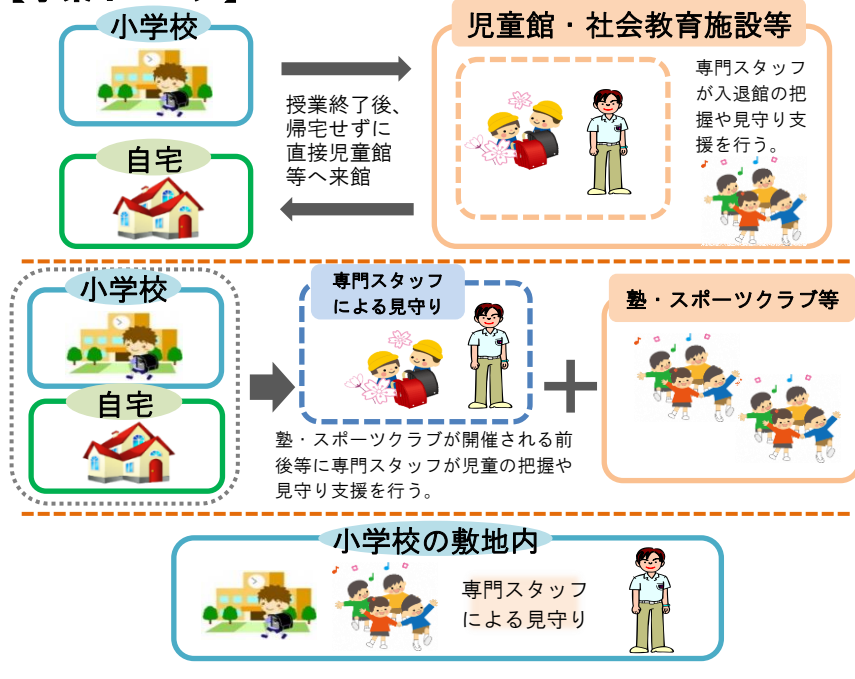 小学校
児童館・社会教育施設等
専門スタッフ
が入退館の把
握や見守り支
援を行う。
授業終了後、
帰宅せずに
直接児童館
等へ来館
自宅
小学校
自宅
専門スタッフ
による見守り
塾・スポーツクラブ等
塾・スポーツクラブが開催される前
後等に専門スタッフが児童の把握や
見守り支援を行う。
小学校の敷地内
専門スタッフ
による見守り